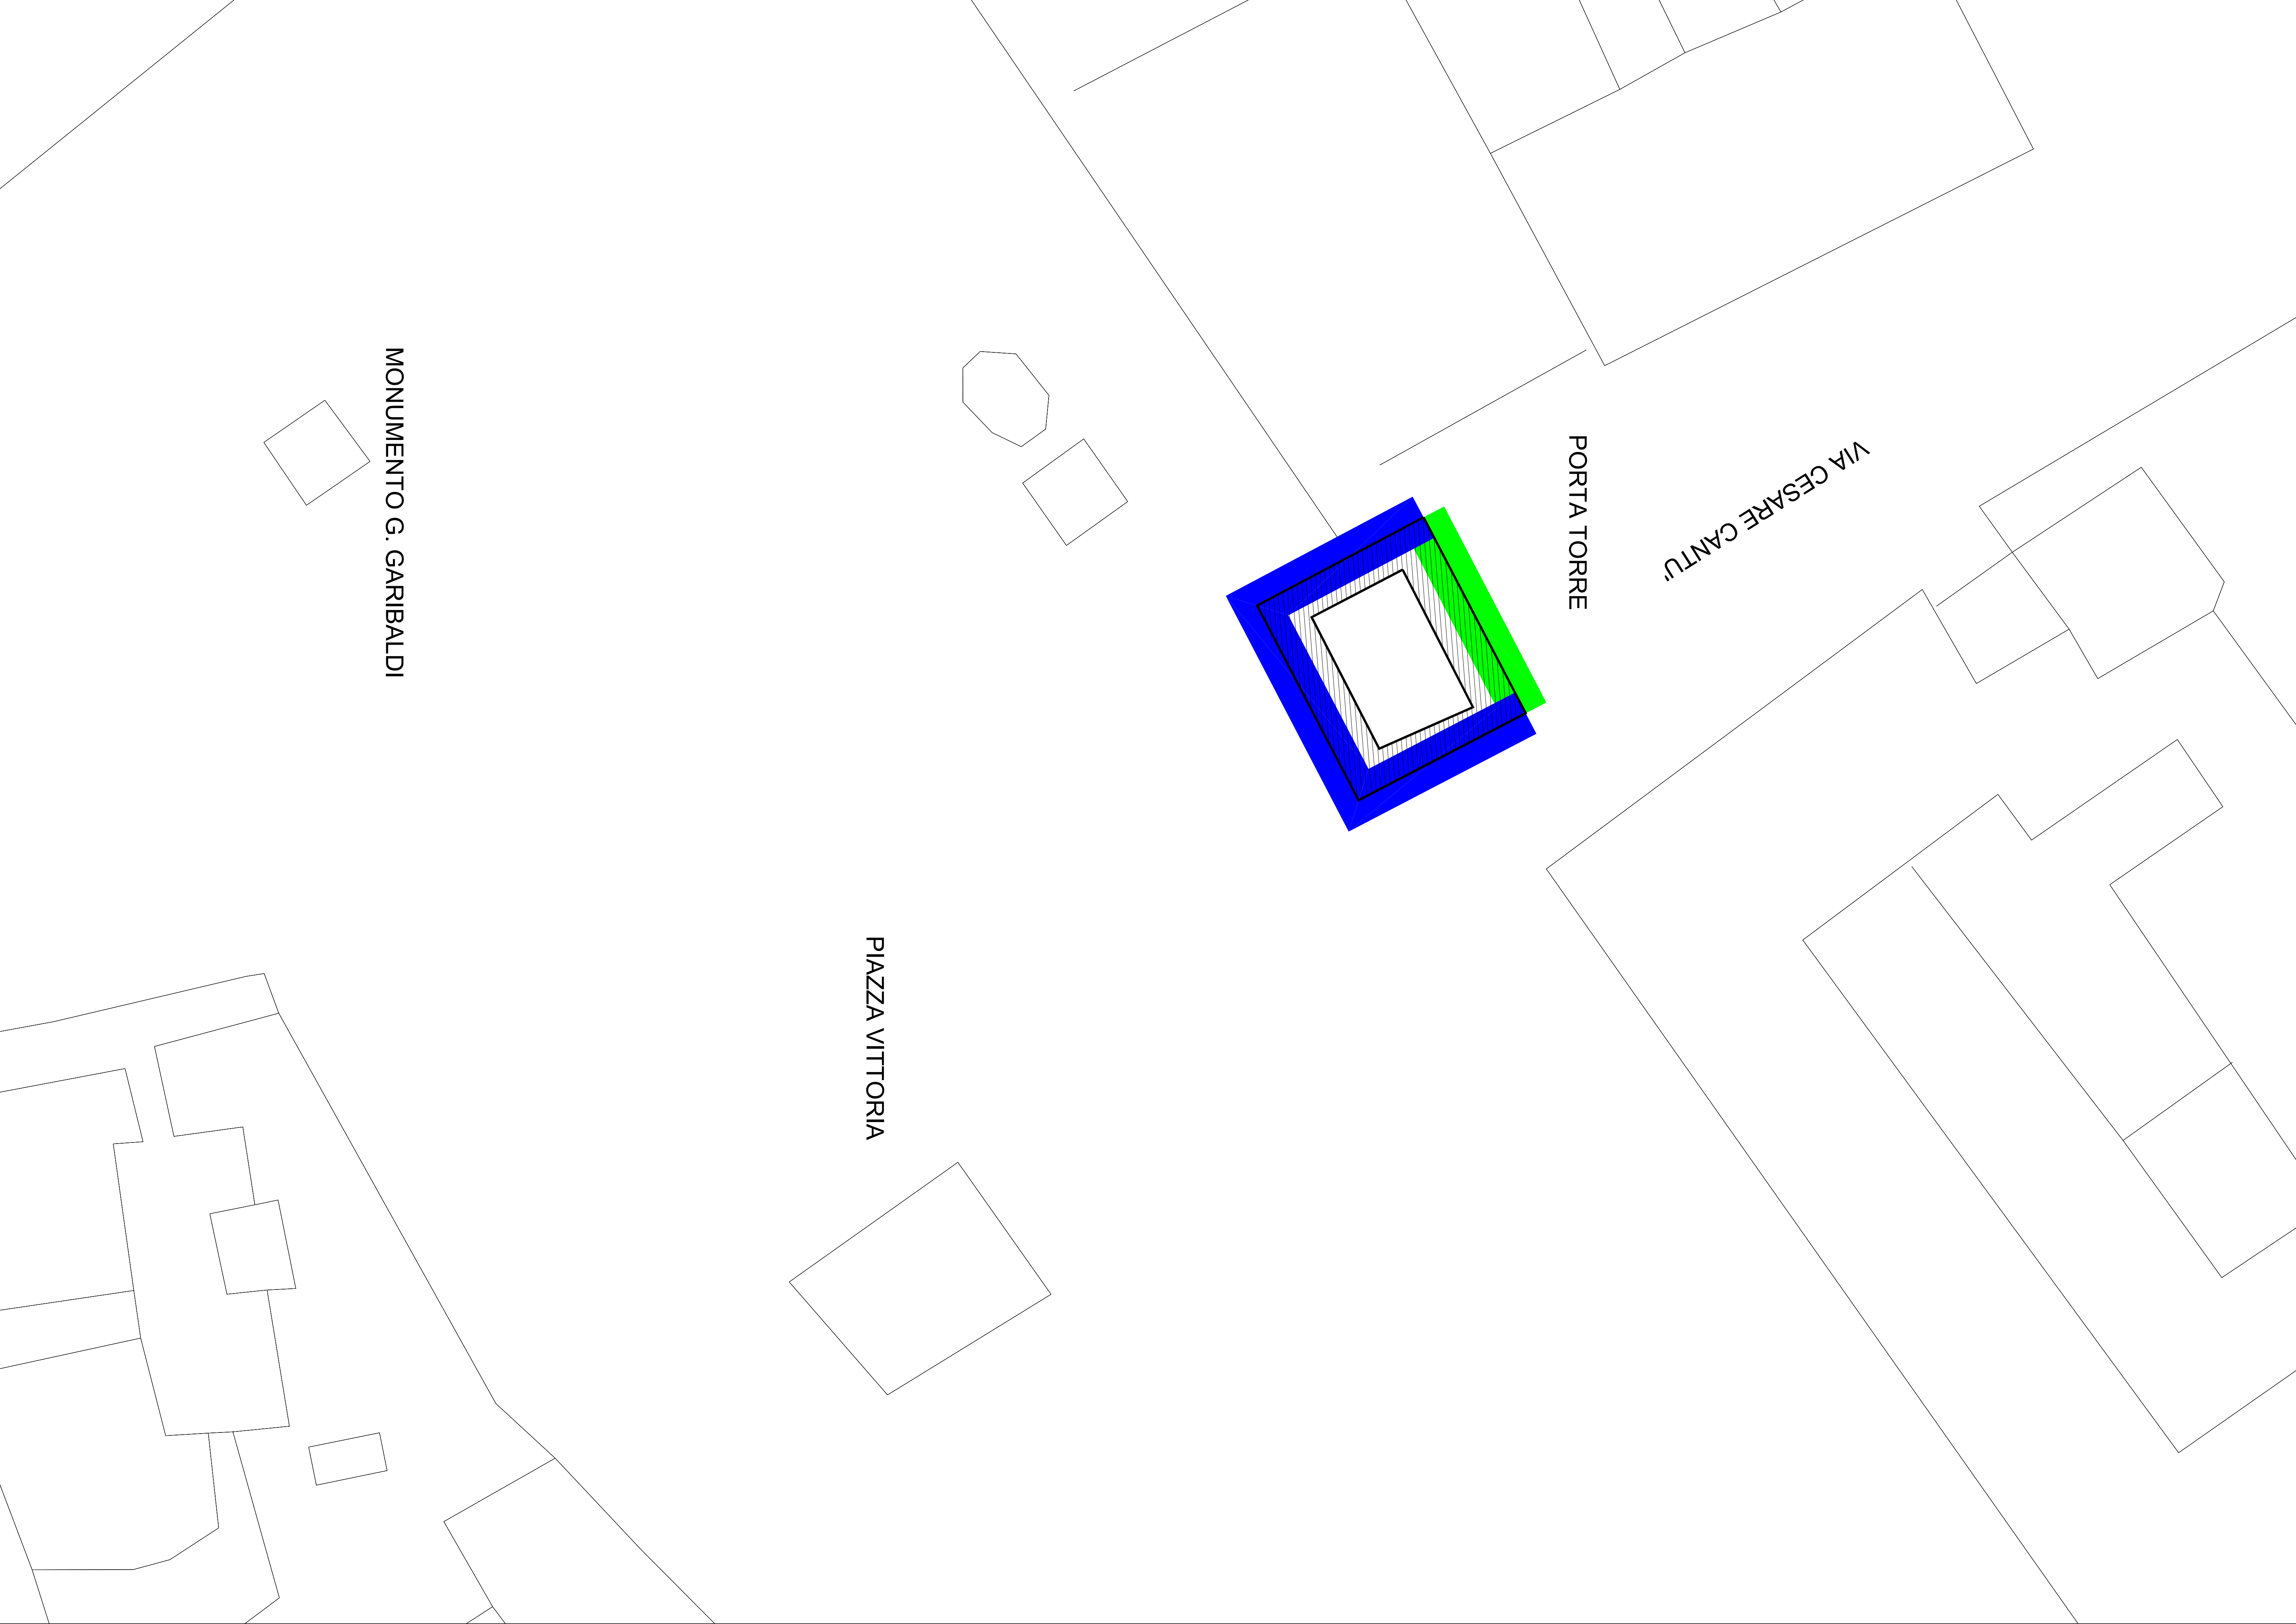 MONUMENTO G. GARIBALDI
PORTA TORRE
VIA CESARE CANTU'
PIAZZA VITTORIA